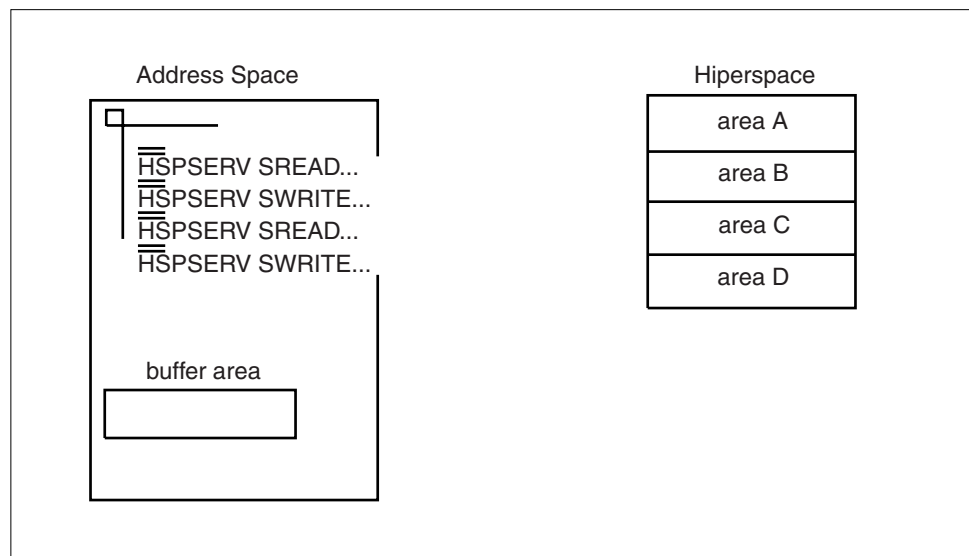 Address Space
HSPSERV SREAD...
HSPSERV SWRITE...
HSPSERV SREAD...
HSPSERV SWRITE...
buffer area
Hiperspace
area A
area B
area C
area D